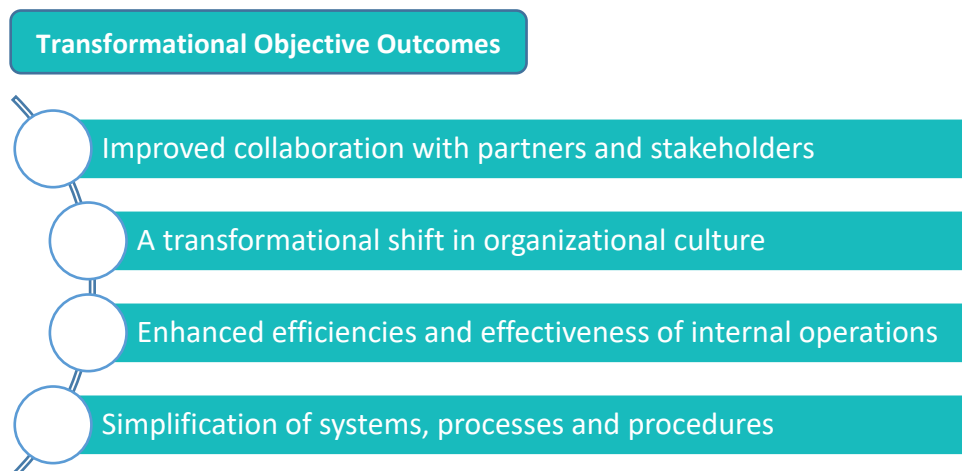 Transformational Objective Outcomes
Improved collaboration with partners and stakeholders
A transformational shift in organizational culture
Enhanced efficiencies and effectiveness of internal operations
Simplification of systems, processes and procedures